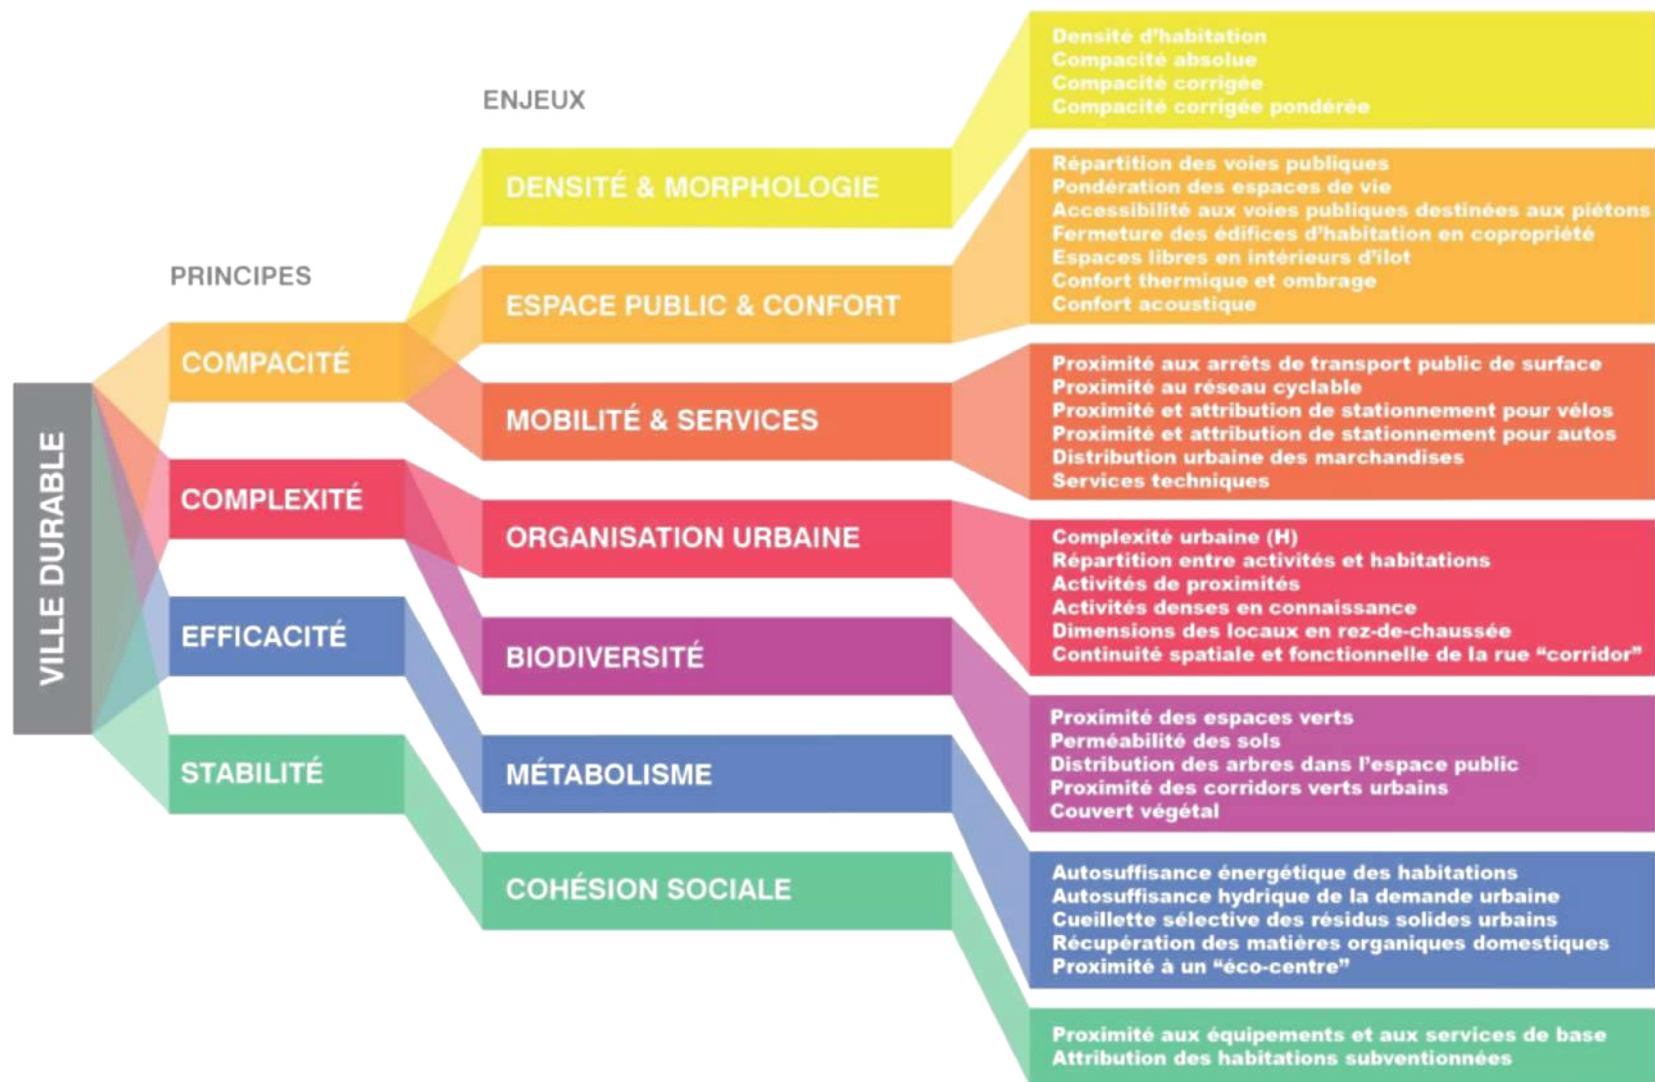 VILLE DURABLE
PRINCIPES
COMPACITÉ
COMPLEXITÉ
EFFICACITÉ
STABILITÉ
ENJEUX
DENSITÉ & MORPHOLOGIE
ESPACE PUBLIC & CONFORT
MOBILITÉ & SERVICES
ORGANISATION URBAINE
BIODIVERSITÉ
MÉTABOLISME
COHÉSION SOCIALE
Densité d'habitation
Compacité absolue
Compacité corrigée
Compacité corrigée pondérée
Répartition des voies publiques
Pondération des espaces de vie
Accessibilité aux voies publiques destinées aux piétons
Fermeture des édifices d'habitation en copropriété
Espaces libres en intérieurs d'ilot
Confort thermique et ombrage
Confort acoustique
Proximité aux arrêts de transport public de surface
Proximité au réseau cyclable
Proximité et attribution de stationnement pour vélos
Proximité et attribution de stationnement pour autos
Distribution urbaine des marchandises
Services techniques
Complexité urbaine (H)
Répartition entre activités et habitations
Activités de proximités
Activités denses en connaissance
Dimensions des locaux en rez-de-chaussée
Continuité spatiale et fonctionnelle de la rue “corridor”
Proximité des espaces verts
Perméabilité des sols
Distribution des arbres dans l'espace public
Proximité des corridors verts urbains
Couvert végétal
Autosuffisance énergétique des habitations
Autosuffisance hydrique de la demande urbaine
Cueillette sélective des résidus solides urbains
Récupération des matières organiques domestiques
Proximité à un “éco-centre”
Proximité aux équipements et aux services de base
Attribution des habitations subventionnées